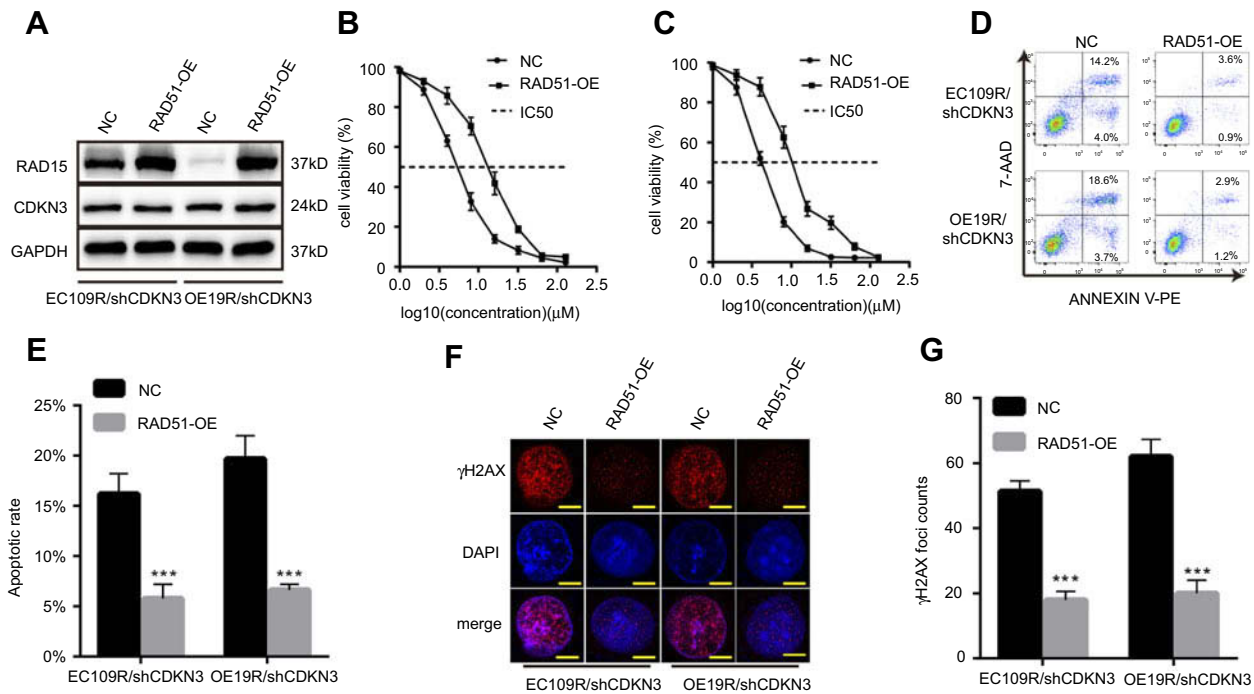 A
NC
RAD51-OE
NC
RAD51-OE
RAD15
37kD
CDKN3
24kD
GAPDH
37kD
EC109R/shCDKN3
OE19R/shCDKN3
B
NC
RAD51-OE
IC50
cell viability (%)
100
80
60
40
20
0
0.0
0.5
1.0
1.5
2.0
2.5
log10(concentration)(μM)
C
NC
RAD51-OE
IC50
cell viability (%)
100
80
60
40
20
0
0.0
0.5
1.0
1.5
2.0
2.5
log10(concentration)(μM)
D
NC
RAD51-OE
EC109R/
shCDKN3
14.2%
4.0%
3.6%
0.9%
7-AAD
OE19R/
shCDKN3
18.6%
3.7%
2.9%
1.2%
ANNEXIN V-PE
E
NC
RAD51-OE
Apoptotic rate
25%
20%
15%
10%
5%
0%
***
***
EC109R/shCDKN3
OE19R/shCDKN3
F
NC
RAD51-OE
NC
RAD51-OE
γH2AX
DAPI
merge
EC109R/shCDKN3
OE19R/shCDKN3
G
NC
RAD51-OE
γH2AX foci counts
80
60
40
20
0
***
***
EC109R/shCDKN3
OE19R/shCDKN3